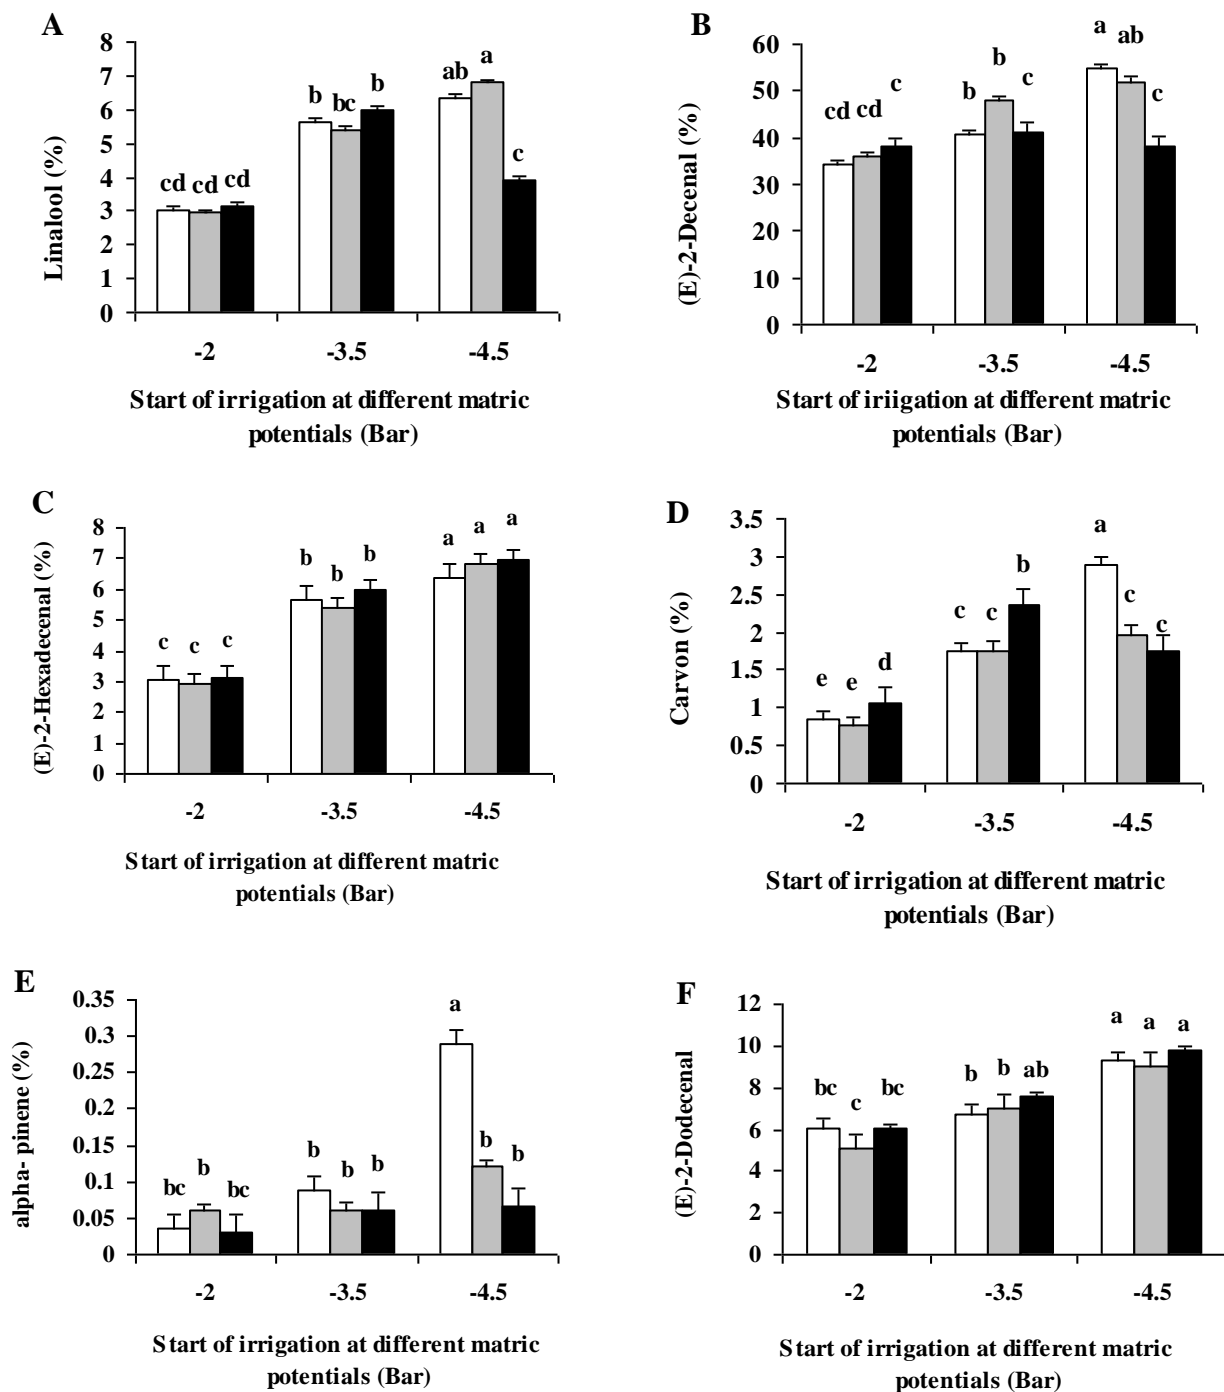 A
Linalool (%)
8
7
6
5
4
3
2
1
0
cd cd cd
b bc b
ab a c
-2 -3.5 -4.5
Start of irrigation at different matric
potentials (Bar)
B
(E)-2-Decenal (%)
60
50
40
30
20
10
0
cd cd c
b b c
a ab c
-2 -3.5 -4.5
Start of iriiigation at different matric
potentials (Bar)
C
(E)-2-Hexadecenal (%)
8
7
6
5
4
3
2
1
0
c c c
b b b
a a a
-2 -3.5 -4.5
Start of irrigation at different matric
potentials (Bar)
D
Carvon (%)
3.5
3
2.5
2
1.5
1
0.5
0
e e d
c c b
a c c
-2 -3.5 -4.5
Start of irrigation at different matric
potentials (Bar)
E
alpha- pinene (%)
0.35
0.3
0.25
0.2
0.15
0.1
0.05
0
bc b bc
b b b
a b b
-2 -3.5 -4.5
Start of irrigation at different matric
potentials (Bar)
F
(E)-2-Dodecenal
12
10
8
6
4
2
0
bc c bc
b b ab
a a a
-2 -3.5 -4.5
Start of irrigation at different matric
potentials (Bar)